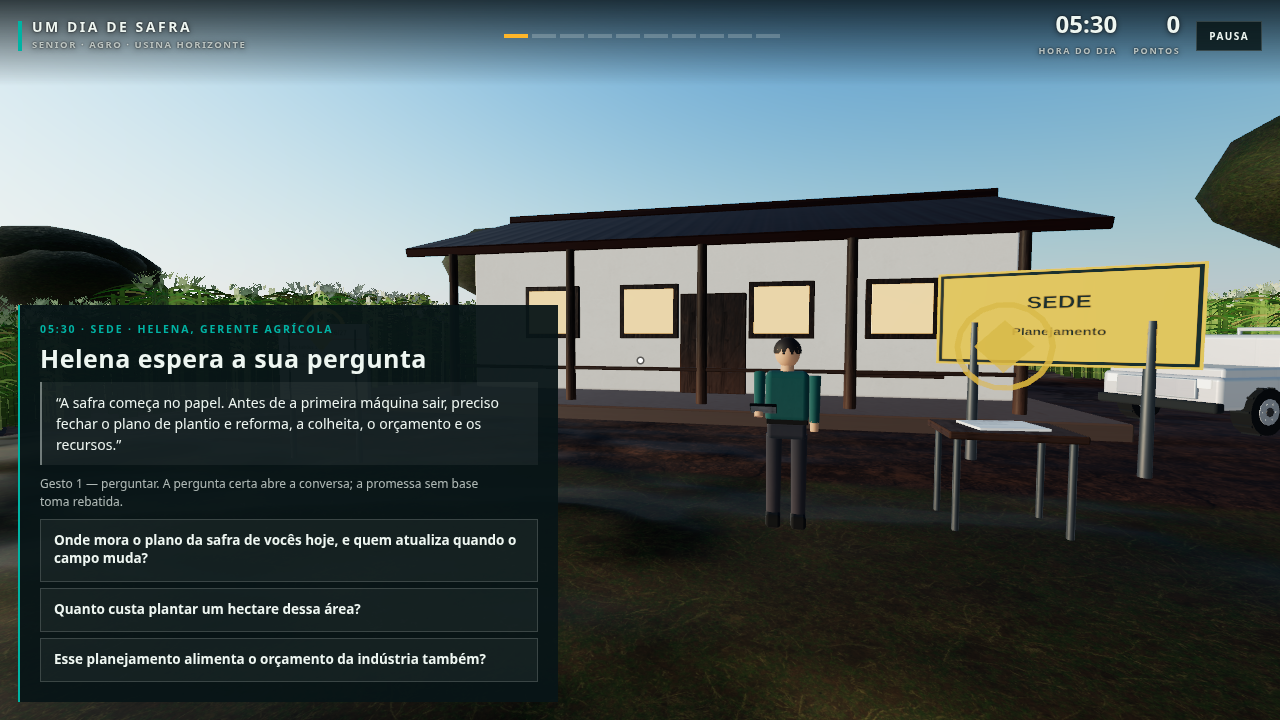 UM DIA DE SAFRA
SENIOR · AGRO · USINA HORIZONTE
05:30
HORA DO DIA
0
PONTOS
PAUSA
SEDE
Planejamento
05:30 · SEDE · HELENA, GERENTE AGRÍCOLA
Helena espera a sua pergunta
“A safra começa no papel. Antes de a primeira máquina sair, preciso
fechar o plano de plantio e reforma, a colheita, o orçamento e os
recursos.”
Gesto 1 — perguntar. A pergunta certa abre a conversa; a promessa sem base
toma rebatida.
Onde mora o plano da safra de vocês hoje, e quem atualiza quando o
campo muda?
Quanto custa plantar um hectare dessa área?
Esse planejamento alimenta o orçamento da indústria também?